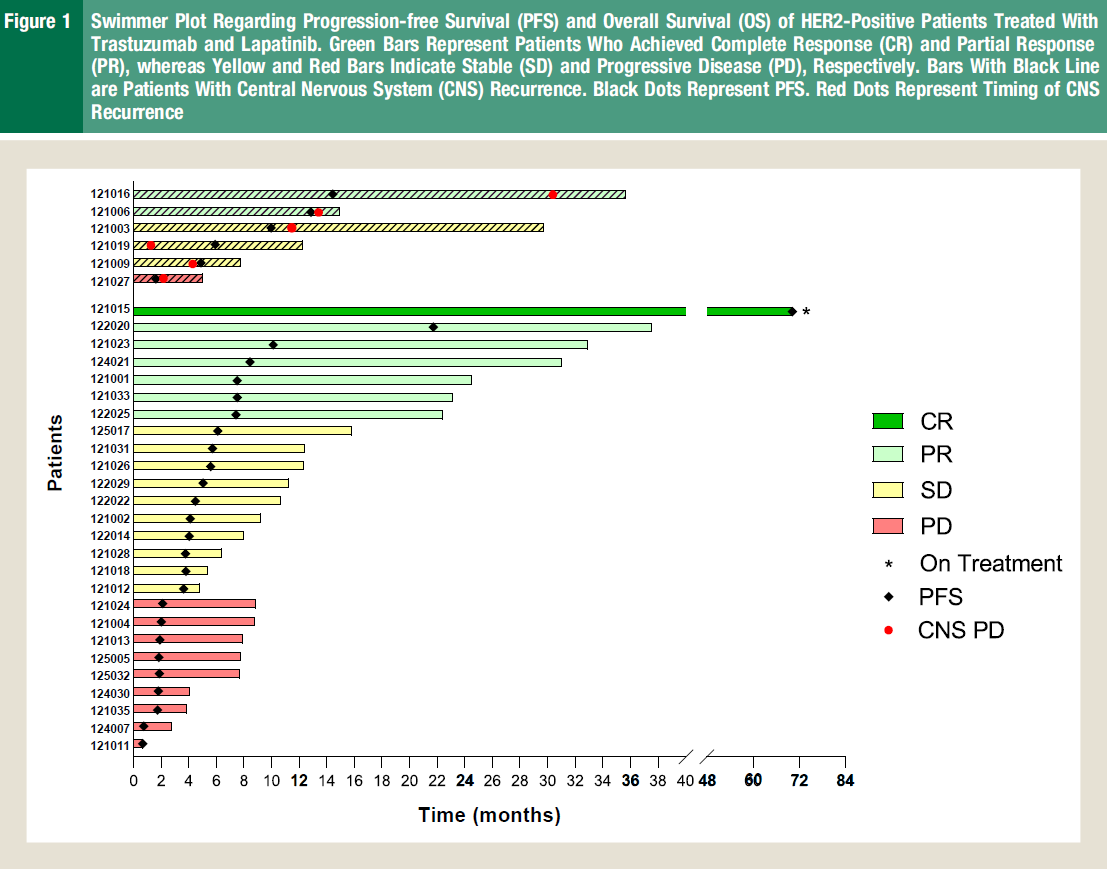 Figure 1
Swimmer Plot Regarding Progression-free Survival (PFS) and Overall Survival (OS) of HER2-Positive Patients Treated With
Trastuzumab and Lapatinib. Green Bars Represent Patients Who Achieved Complete Response (CR) and Partial Response
(PR), whereas Yellow and Red Bars Indicate Stable (SD) and Progressive Disease (PD), Respectively. Bars With Black Line
are Patients With Central Nervous System (CNS) Recurrence. Black Dots Represent PFS. Red Dots Represent Timing of CNS
Recurrence
121016
121006
121003
121019
121009
121027
121015
*
122020
121023
124021
121001
121033
122025
125017
121031
121026
122029
122022
121002
122014
121028
121018
121012
121024
121004
121013
125005
125032
124030
121035
124007
121011
Patients
CR
PR
SD
PD
* On Treatment
PFS
CNS PD
0 2 4 6 8 10 12 14 16 18 20 22 24 26 28 30 32 34 36 38 40 48 60 72 84
Time (months)